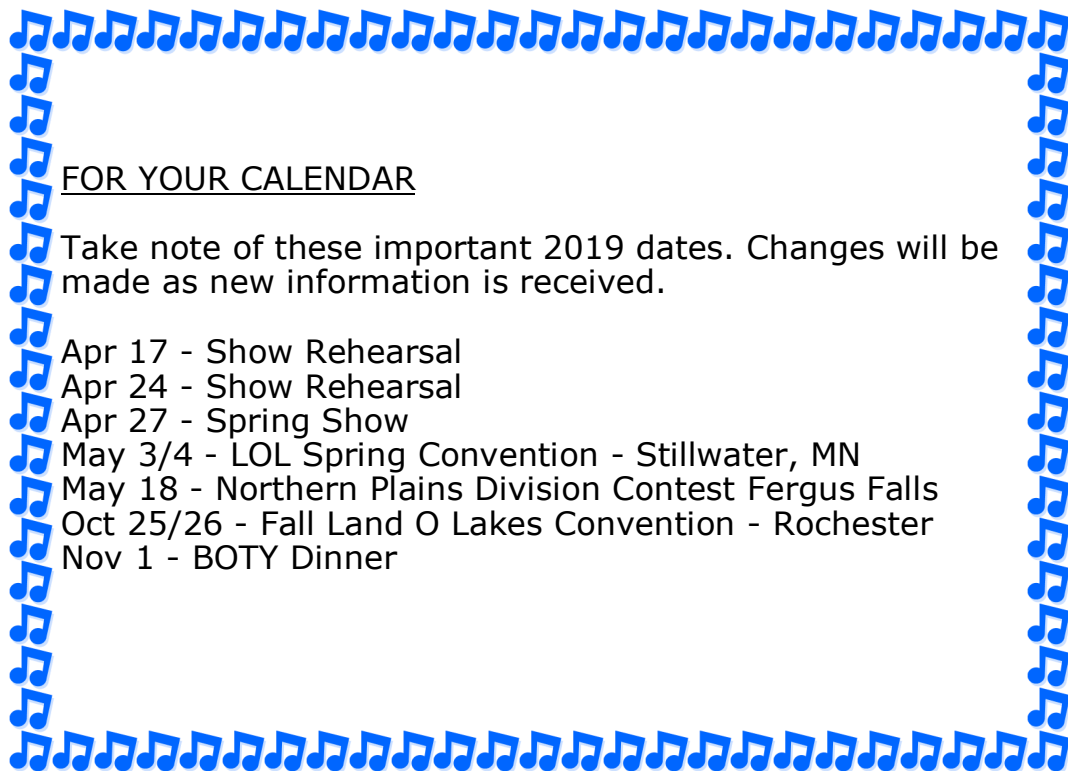 FOR YOUR CALENDAR
Take note of these important 2019 dates. Changes will be
made as new information is received.
Apr 17 - Show Rehearsal
Apr 24 - Show Rehearsal
Apr 27 - Spring Show
May 3/4 - LOL Spring Convention - Stillwater, MN
May 18 - Northern Plains Division Contest Fergus Falls
Oct 25/26 - Fall Land O Lakes Convention - Rochester
Nov 1 - BOTY Dinner